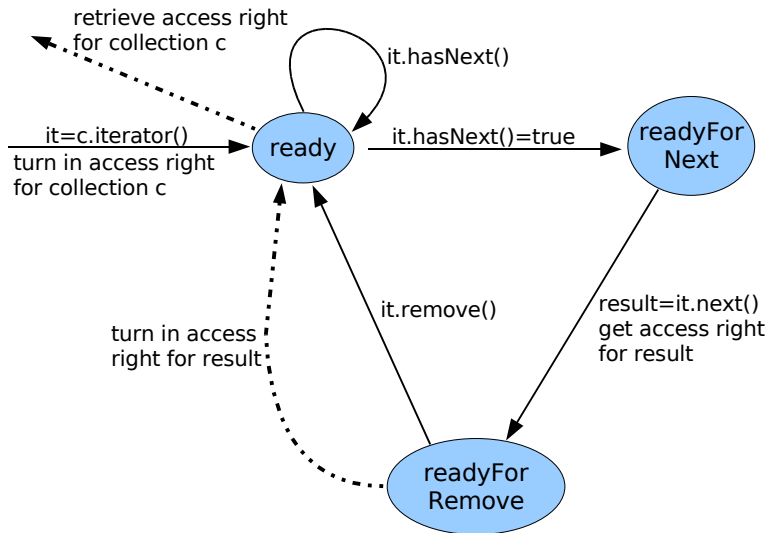 retrieve access right
for collection c
it.hasNext()
it=c.iterator()
turn in access right
for collection c
ready
it.hasNext()=true
readyFor
Next
it.remove()
result=it.next()
get access right
for result
turn in access
right for result
readyFor
Remove